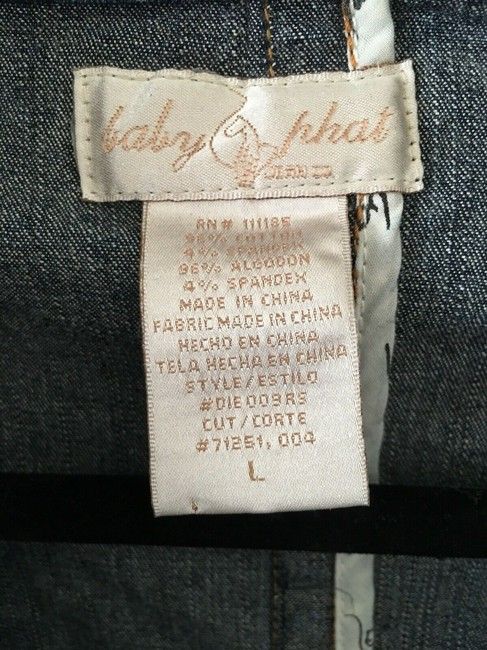 baby phat
RN# 111185
96% COTTON
4% SPANDEX
96% ALGODON
4% SPANDEX
MADE IN CHINA
FABRIC MADE IN CHINA
HECHO EN CHINA
TELA HECHA EN CHINA
STYLE/ESTILO
#DIE009RS
CUT/CORTE
#71251, 004
L